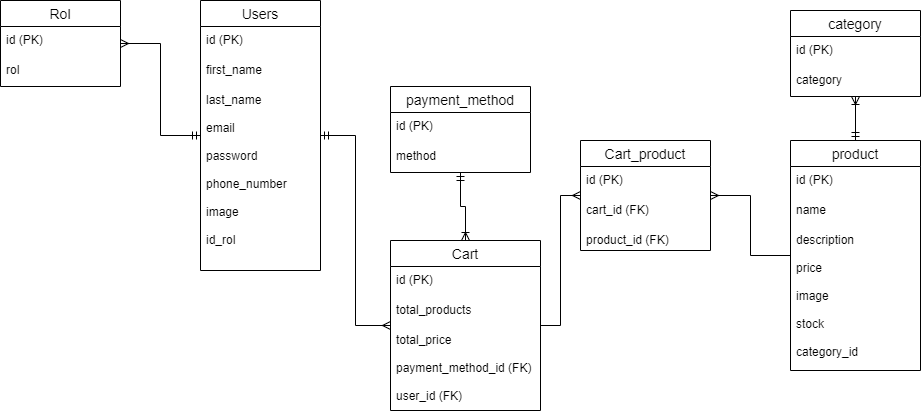 Rol
id (PK)
rol
Users
id (PK)
first_name
last_name
email
password
phone_number
image
id_rol
payment_method
id (PK)
method
Cart
id (PK)
total_products
total_price
payment_method_id (FK)
user_id (FK)
Cart_product
id (PK)
cart_id (FK)
product_id (FK)
category
id (PK)
category
product
id (PK)
name
description
price
image
stock
category_id